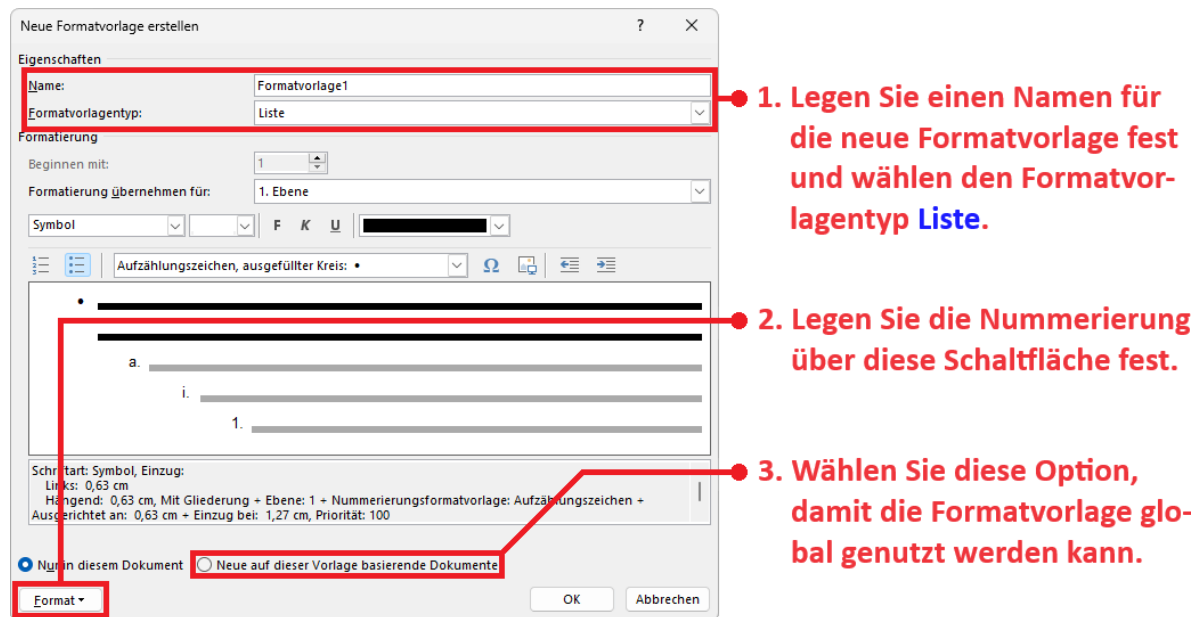 Neue Formatvorlage erstellen ? ×
Eigenschaften
Name: Formatvorlage1
Formatvorlagentyp: Liste
Formatierung
Beginnen mit: 1
Formatierung übernehmen für: 1. Ebene
Symbol F K U
Aufzählungszeichen, ausgefüllter Kreis: • Ω
•
a.
i.
1.
Schriftart: Symbol, Einzug:
Links: 0,63 cm
Hängend: 0,63 cm, Mit Gliederung + Ebene: 1 + Nummerierungsformatvorlage: Aufzählungszeichen +
Ausgerichtet an: 0,63 cm + Einzug bei: 1,27 cm, Priorität: 100
Nur in diesem Dokument Neue auf dieser Vorlage basierende Dokumente
Format OK Abbrechen
1. Legen Sie einen Namen für
die neue Formatvorlage fest
und wählen den Formatvor-
lagentyp Liste.
2. Legen Sie die Nummerierung
über diese Schaltfläche fest.
3. Wählen Sie diese Option,
damit die Formatvorlage glo-
bal genutzt werden kann.